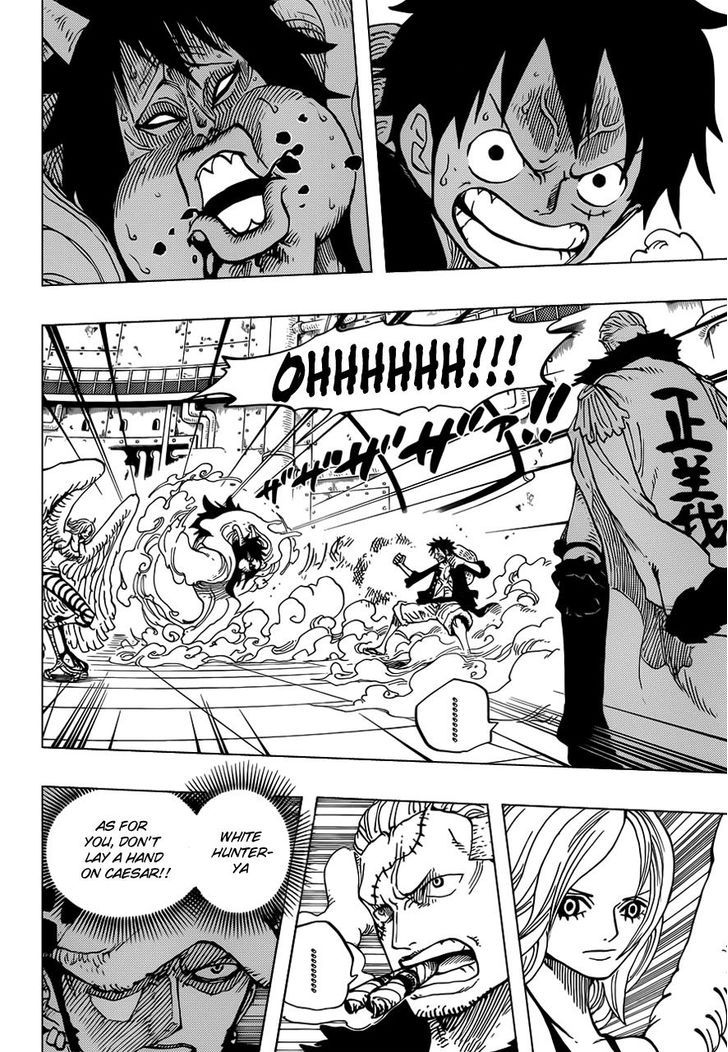 OHHHHHH!!!
ザザザザァ!!
正義
………
WHITE
HUNTER-
YA
AS FOR
YOU, DON'T
LAY A HAND
ON CAESAR!!
………